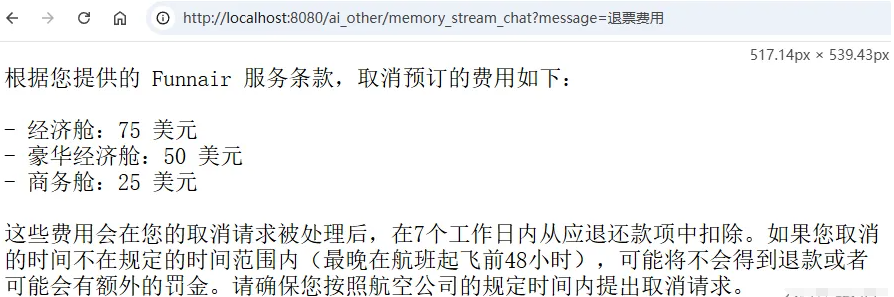 http://localhost:8080/ai_other/memory_stream_chat?message=退票费用
517.14px × 539.43px
根据您提供的 Funnair 服务条款，取消预订的费用如下：
- 经济舱：75 美元
- 豪华经济舱：50 美元
- 商务舱：25 美元
这些费用会在您的取消请求被处理后，在7个工作日内从应退还款项中扣除。如果您取消
的时间不在规定的时间范围内（最晚在航班起飞前48小时），可能将不会得到退款或者
可能会有额外的罚金。请确保您按照航空公司的规定时间内提出取消请求。